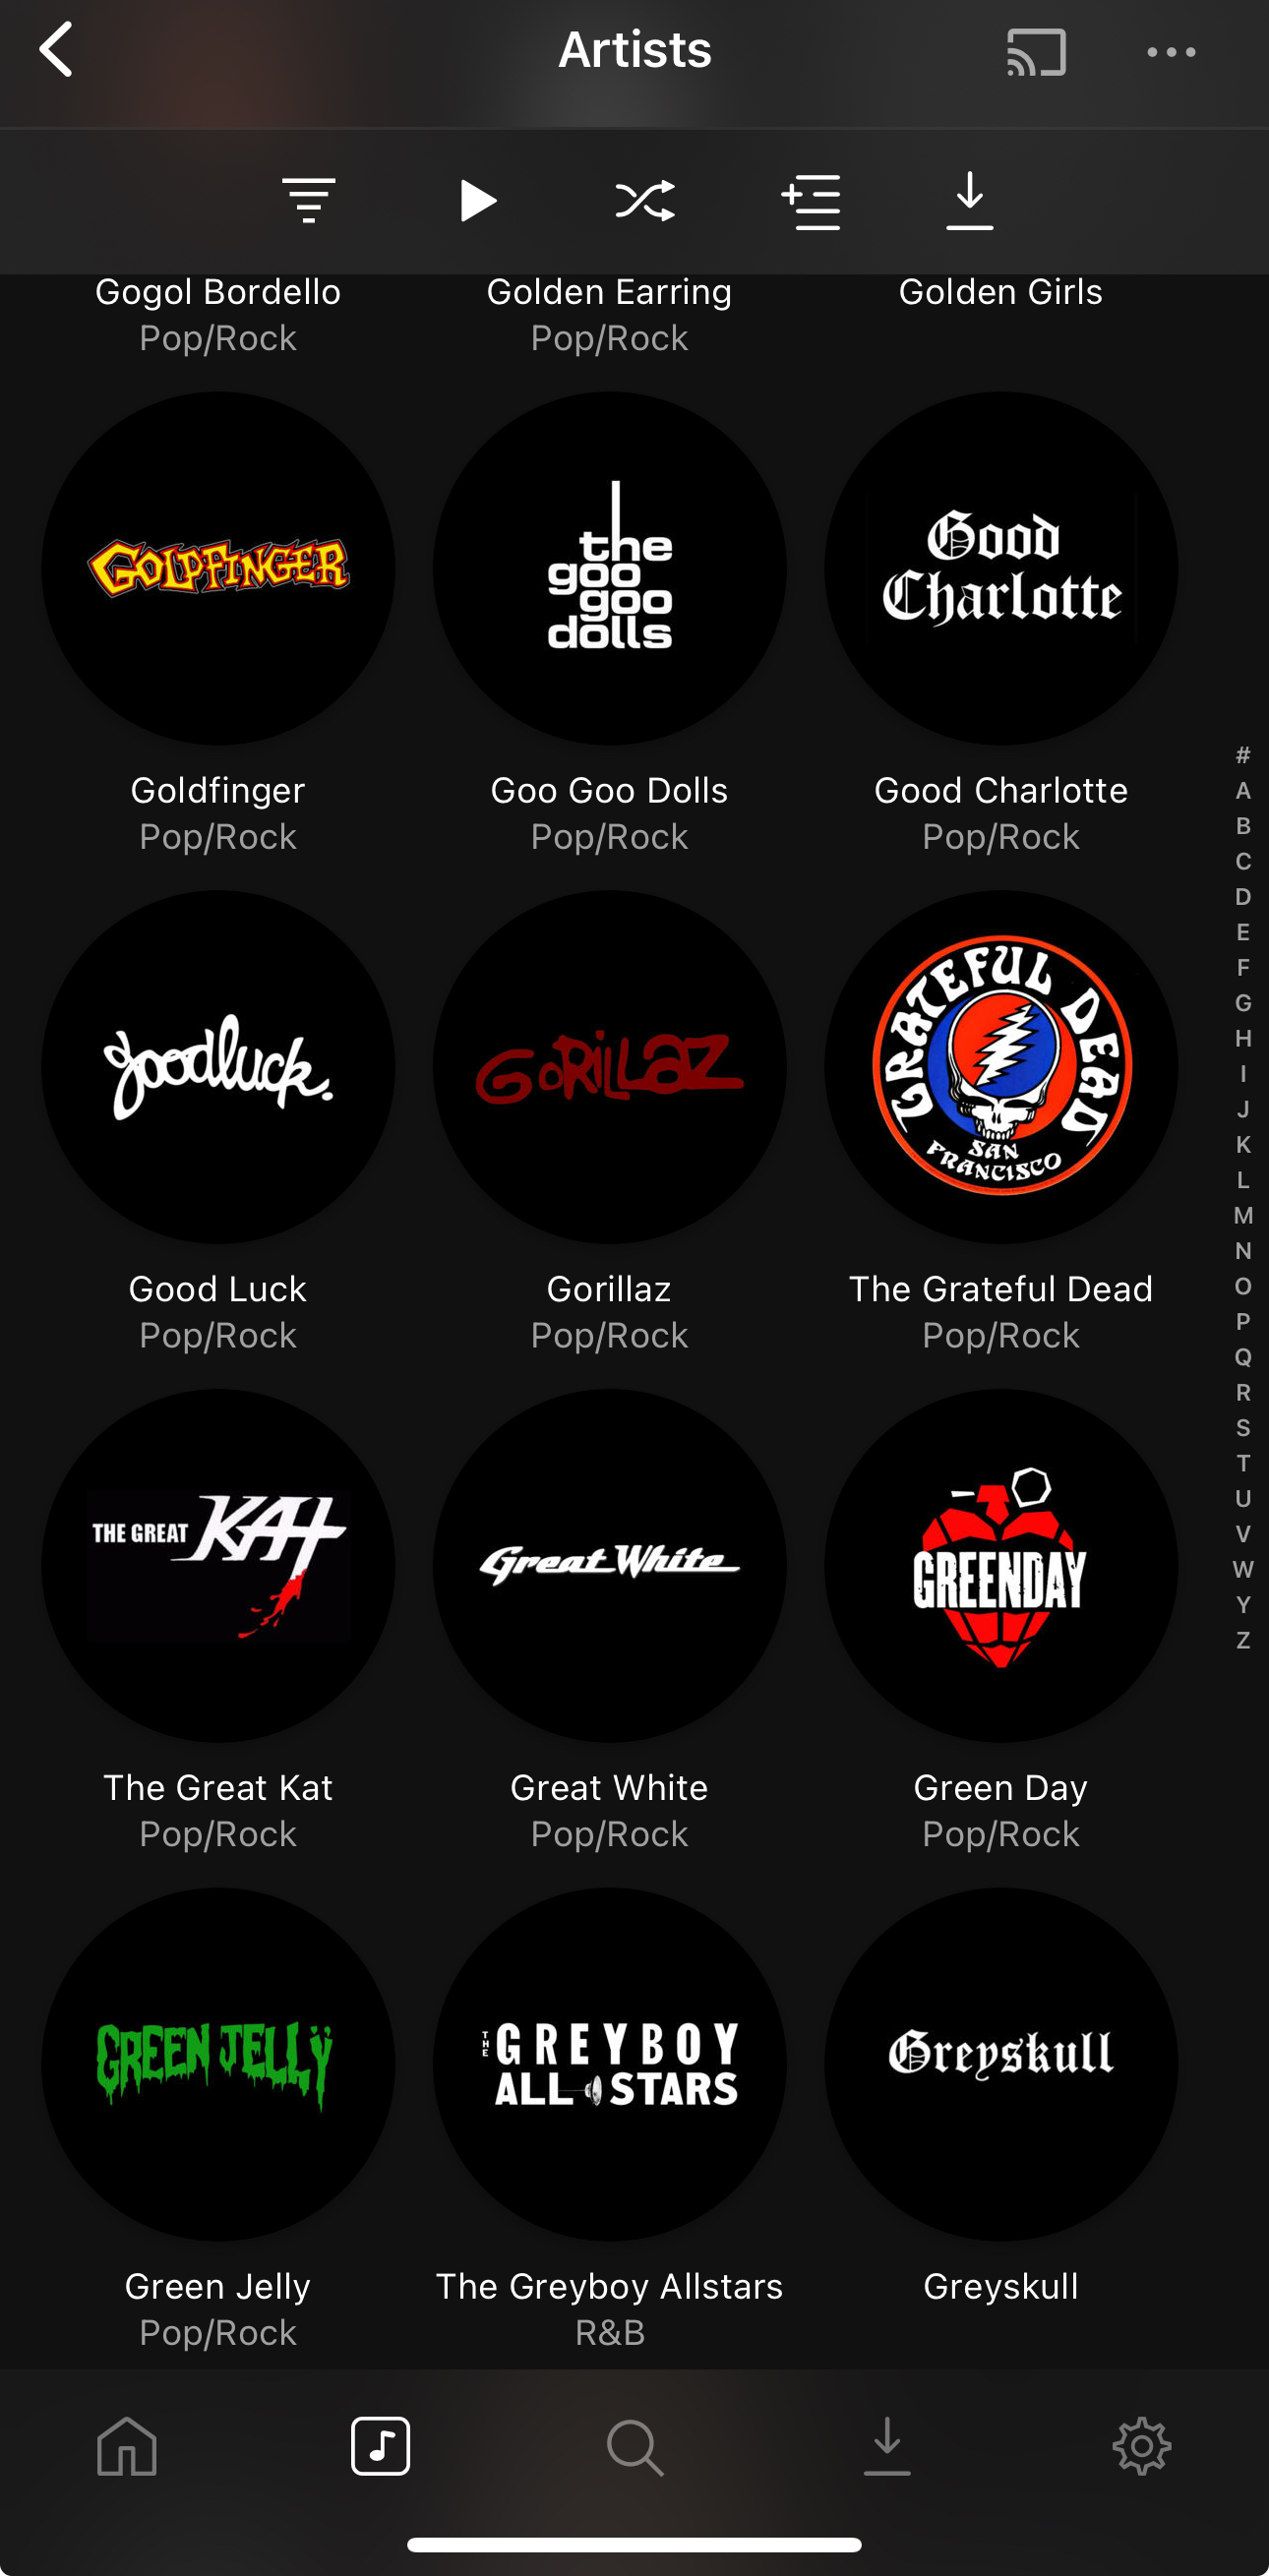 Artists
Gogol Bordello
Pop/Rock
Golden Earring
Pop/Rock
Golden Girls
GOLDFINGER
the
goo
goo
dolls
Good
Charlotte
Goldfinger
Pop/Rock
Goo Goo Dolls
Pop/Rock
Good Charlotte
Pop/Rock
goodluck.
GORILLAZ
GRATEFUL DEAD
SAN
FRANCISCO
Good Luck
Pop/Rock
Gorillaz
Pop/Rock
The Grateful Dead
Pop/Rock
THE GREAT KAT
Great White
GREENDAY
The Great Kat
Pop/Rock
Great White
Pop/Rock
Green Day
Pop/Rock
GREEN JELLŸ
THE GREYBOY
ALL STARS
Greyskull
Green Jelly
Pop/Rock
The Greyboy Allstars
R&B
Greyskull
#
A
B
C
D
E
F
G
H
I
J
K
L
M
N
O
P
Q
R
S
T
U
V
W
Y
Z